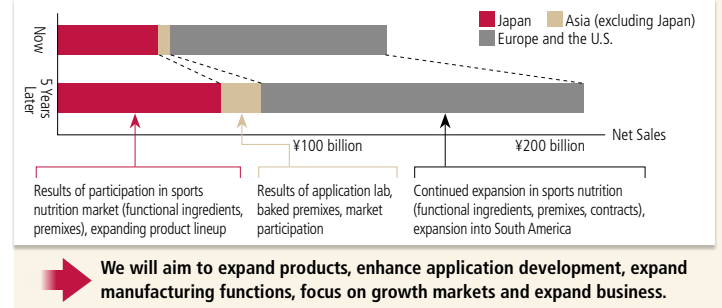 Japan
Asia (excluding Japan)
Europe and the U.S.
Now
5 Years
Later
¥100 billion
¥200 billion
Net Sales
Results of participation in sports
nutrition market (functional ingredients,
premixes), expanding product lineup
Results of application lab,
baked premixes, market
participation
Continued expansion in sports nutrition
(functional ingredients, premixes, contracts),
expansion into South America
We will aim to expand products, enhance application development, expand
manufacturing functions, focus on growth markets and expand business.